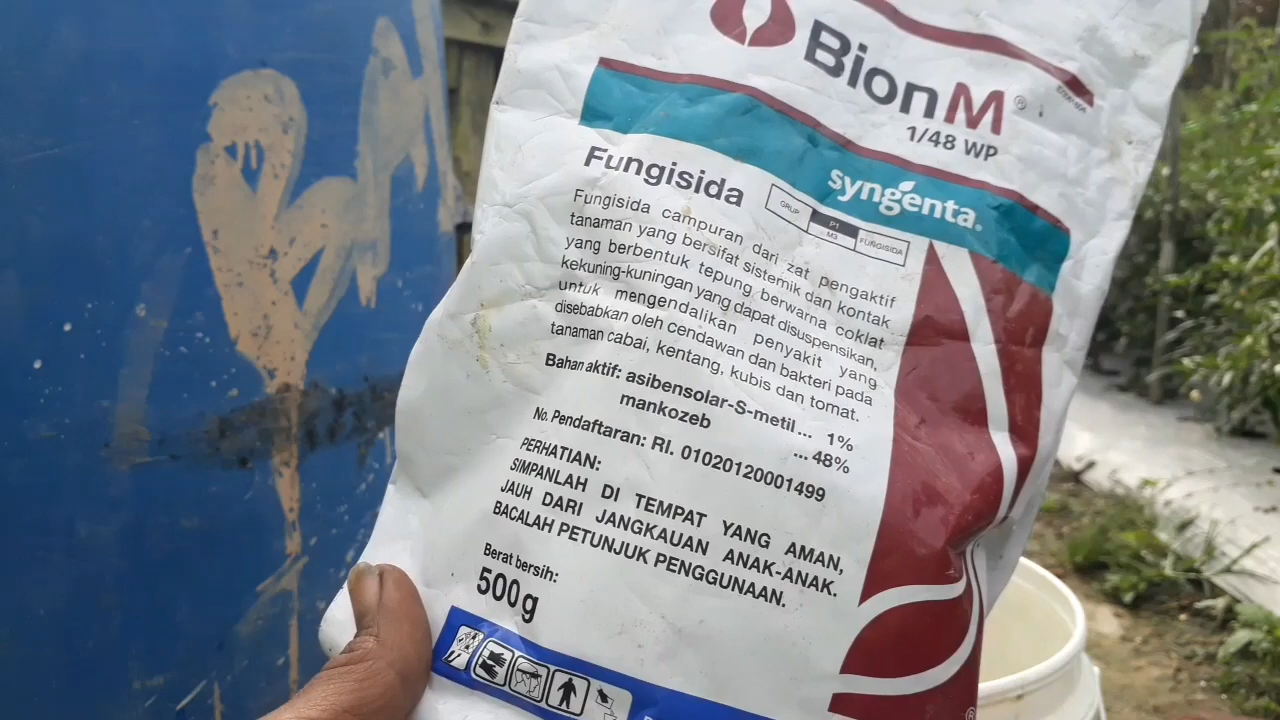 BionM®
1/48 WP
syngenta®
Fungisida
GRUP P1 M3 FUNGISIDA
Fungisida campuran dari zat pengaktif
tanaman yang bersifat sistemik dan kontak
yang berbentuk tepung berwarna coklat
kekuning-kuningan yang dapat disuspensikan,
untuk mengendalikan penyakit yang
disebabkan oleh cendawan dan bakteri pada
tanaman cabai, kentang, kubis dan tomat.
Bahan aktif: asibensolar-S-metil... 1%
mankozeb ... 48%
No. Pendaftaran: RI. 01020120001499
PERHATIAN:
SIMPANLAH DI TEMPAT YANG AMAN,
JAUH DARI JANGKAUAN ANAK-ANAK.
BACALAH PETUNJUK PENGGUNAAN.
Berat bersih:
500g
®